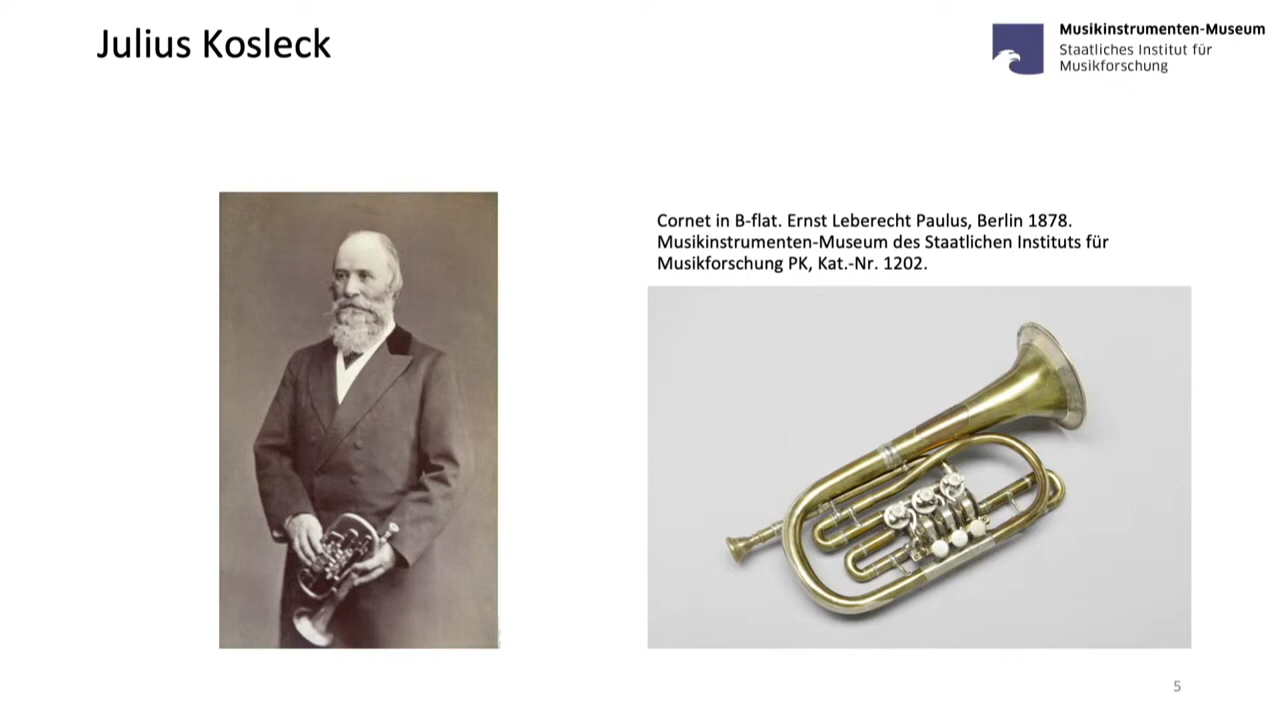 Julius Kosleck
Musikinstrumenten-Museum
Staatliches Institut für
Musikforschung
Cornet in B-flat. Ernst Leberecht Paulus, Berlin 1878.
Musikinstrumenten-Museum des Staatlichen Instituts für
Musikforschung PK, Kat.-Nr. 1202.
5